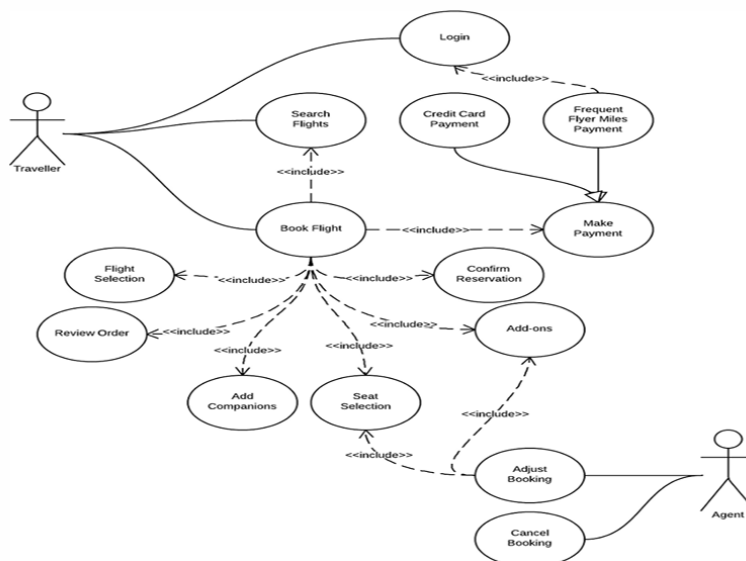 Login
<<include>>
Search
Flights
Credit Card
Payment
Frequent
Flyer Miles
Payment
Traveller
<<include>>
Book Flight
<<include>>
Make
Payment
Flight
Selection
<<include>>
<<include>>
Confirm
Reservation
Review Order
<<include>>
<<include>>
Add-ons
<<include>>
<<include>>
Add
Companions
Seat
Selection
<<include>>
<<include>>
Adjust
Booking
Agent
Cancel
Booking